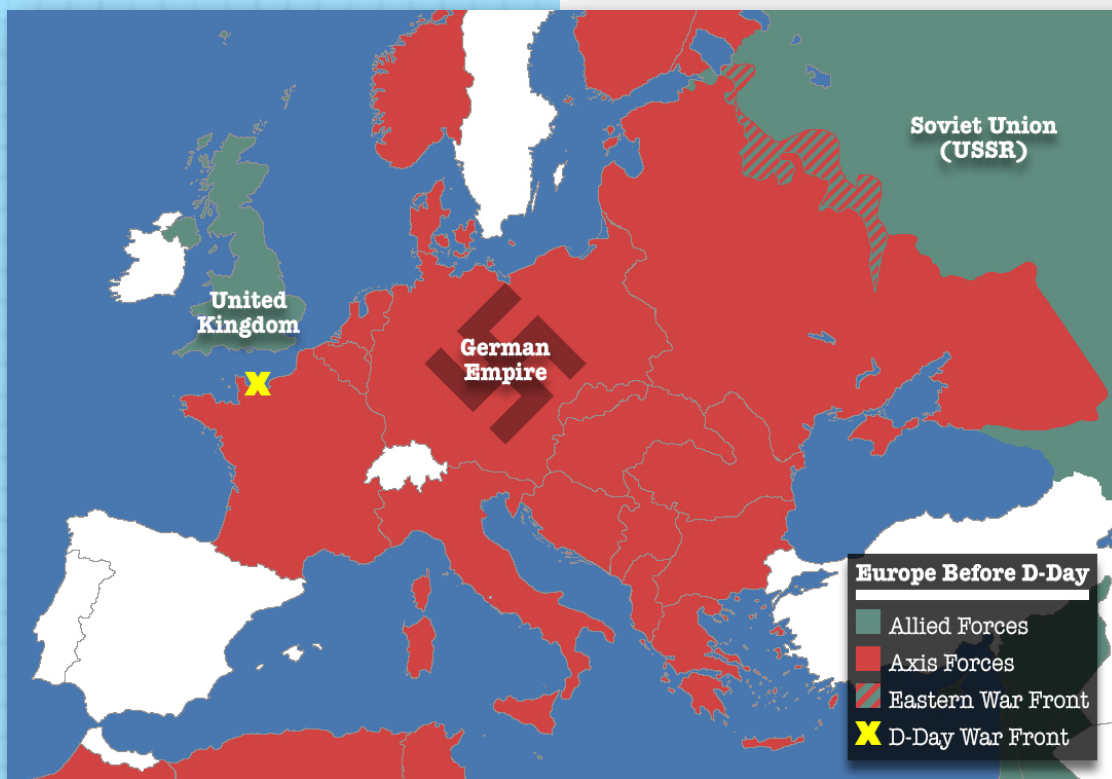 Soviet Union
(USSR)
United
Kingdom
German
Empire
X
Europe Before D-Day
Allied Forces
Axis Forces
Eastern War Front
X D-Day War Front